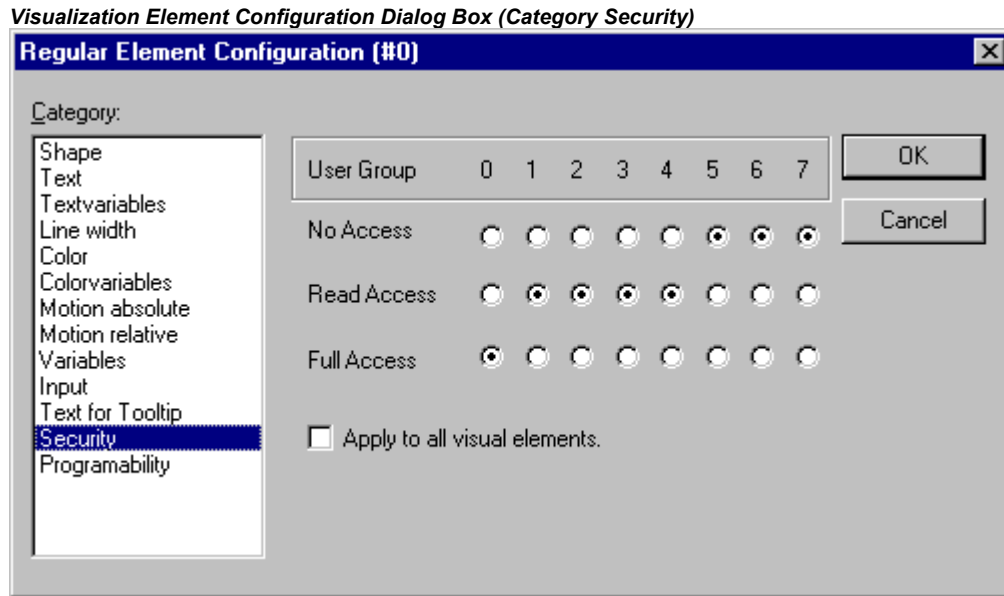 Visualization Element Configuration Dialog Box (Category Security)
Regular Element Configuration (#0)
Category:
Shape
Text
Textvariables
Line width
Color
Colorvariables
Motion absolute
Motion relative
Variables
Input
Text for Tooltip
Security
Programability
User Group 0 1 2 3 4 5 6 7
No Access
Read Access
Full Access
Apply to all visual elements.
OK
Cancel